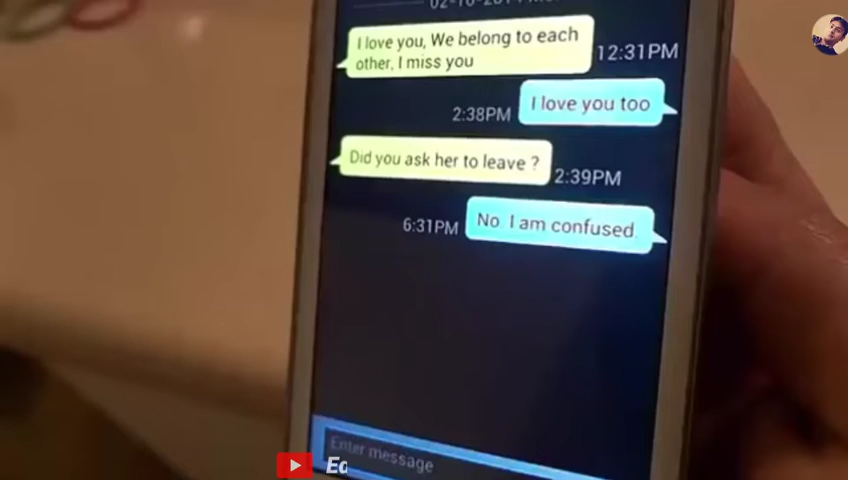 I love you, We belong to each
other, I miss you
12:31PM
I love you too
2:38PM
Did you ask her to leave ?
2:39PM
No. I am confused.
6:31PM
Enter message